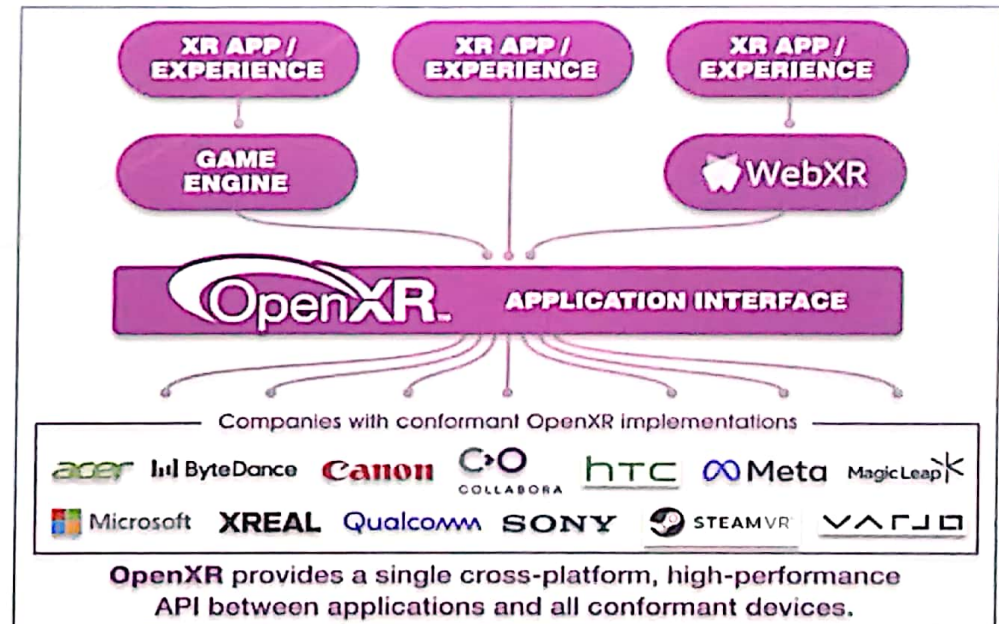 XR APP /
EXPERIENCE
XR APP /
EXPERIENCE
XR APP /
EXPERIENCE
GAME
ENGINE
WebXR
OpenXR™ APPLICATION INTERFACE
Companies with conformant OpenXR implementations
acer ByteDance Canon COLLABORA hTC Meta MagicLeap
Microsoft XREAL Qualcomm SONY STEAMVR VARJO
OpenXR provides a single cross-platform, high-performance
API between applications and all conformant devices.